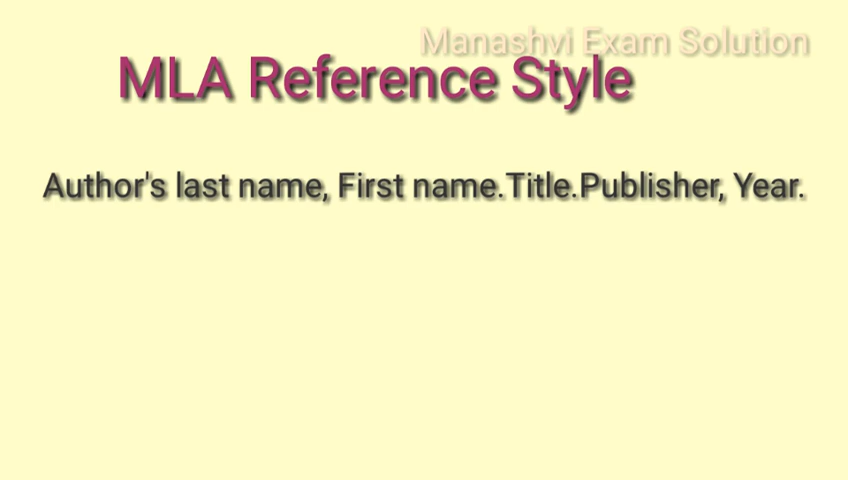 Manashvi Exam Solution
MLA Reference Style
Author's last name, First name.Title.Publisher, Year.